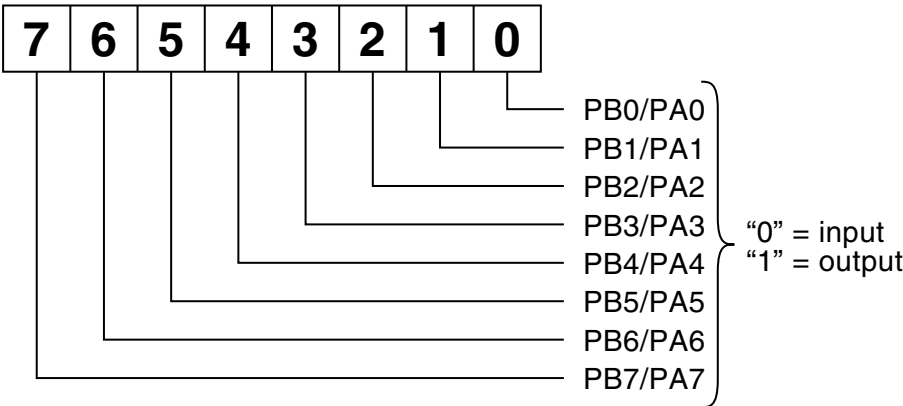 7 6 5 4 3 2 1 0
PB0/PA0
PB1/PA1
PB2/PA2
PB3/PA3
PB4/PA4
PB5/PA5
PB6/PA6
PB7/PA7
“0” = input
“1” = output